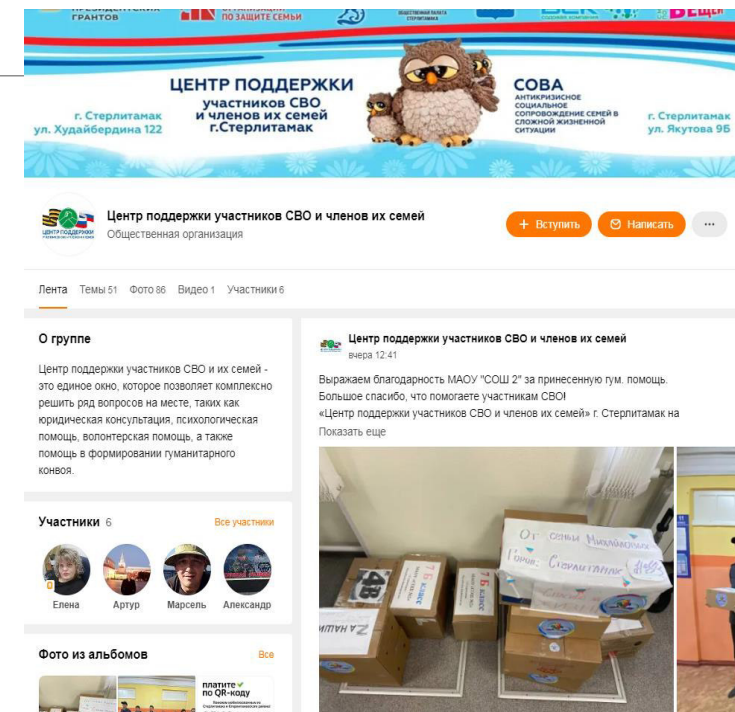 ГРАНТОВ
ПО ЗАЩИТЕ СЕМЬИ
СТЕРЛИТАМАКА
ЦЕНТР ПОДДЕРЖКИ
участников СВО
и членов их семей
г.Стерлитамак
г. Стерлитамак
ул. Худайбердина 122
СОВА
АНТИКРИЗИСНОЕ
СОЦИАЛЬНОЕ
СОПРОВОЖДЕНИЕ СЕМЕЙ В
СЛОЖНОЙ ЖИЗНЕННОЙ
СИТУАЦИИ
г. Стерлитамак
ул. Якутова 9Б
Центр поддержки участников СВО и членов их семей
Общественная организация
+ Вступить
Написать
...
Лента Темы 51 Фото 86 Видео 1 Участники 6
О группе
Центр поддержки участников СВО и их семей -
это единое окно, которое позволяет комплексно
решить ряд вопросов на месте, таких как
юридическая консультация, психологическая
помощь, волонтерская помощь, а также
помощь в формировании гуманитарного
конвоя.
Участники 6
Все участники
Елена Артур Марсель Александр
Фото из альбомов
Все
платите
по QR-коду
Центр поддержки участников СВО и членов их семей
вчера 12:41
Выражаем благодарность МАОУ "СОШ 2" за принесенную гум. помощь.
Большое спасибо, что помогаете участникам СВО!
«Центр поддержки участников СВО и членов их семей» г. Стерлитамак на
Показать еще
От семьи
Город Стерлитамак
4В
7 Б КЛАСС
7 Б КЛАСС
ZА НАШИ